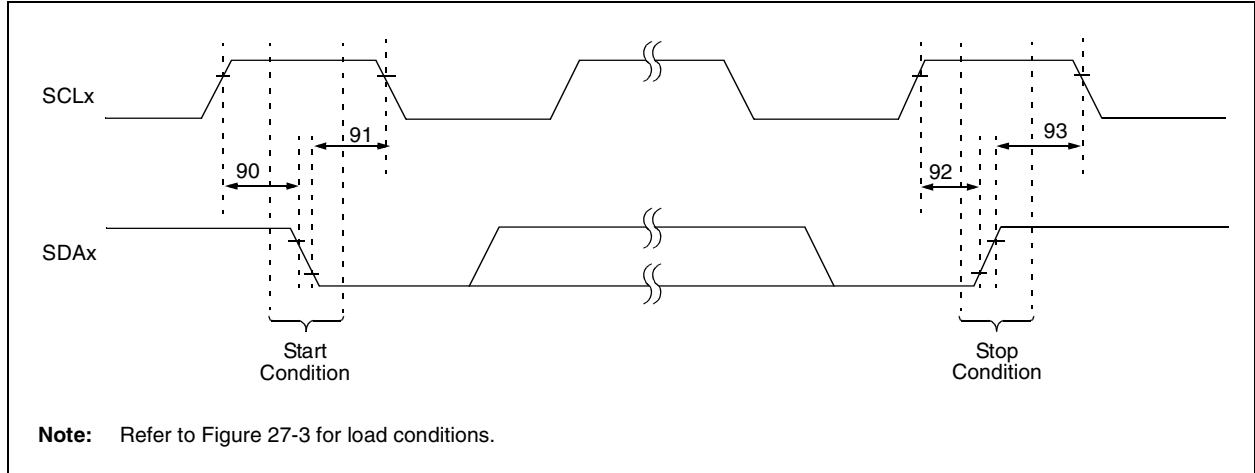 SCLx
91
93
90
92
SDAx
Start
Condition
Stop
Condition
Note: Refer to Figure 27-3 for load conditions.